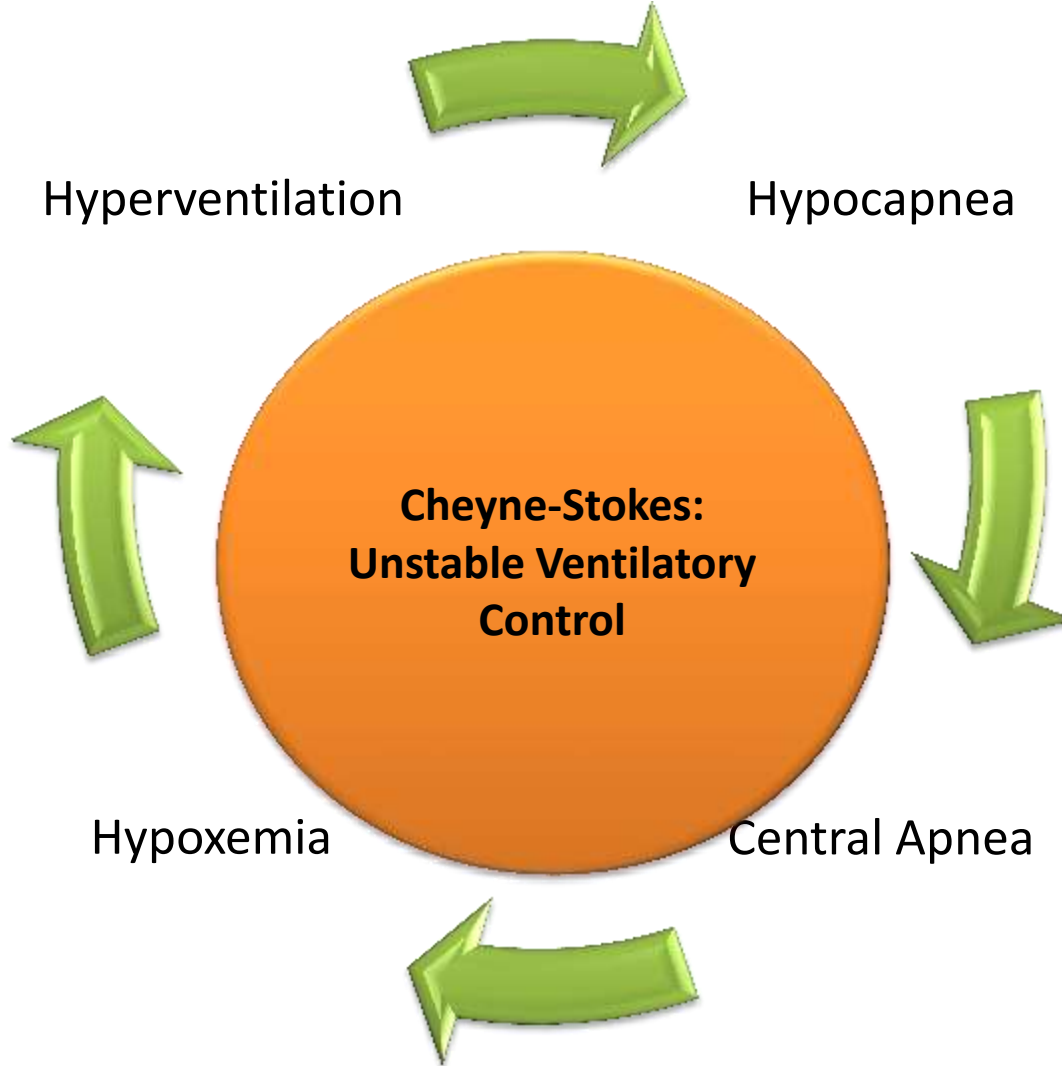 Hyperventilation
Hypocapnea
Cheyne-Stokes:
Unstable Ventilatory
Control
Hypoxemia
Central Apnea